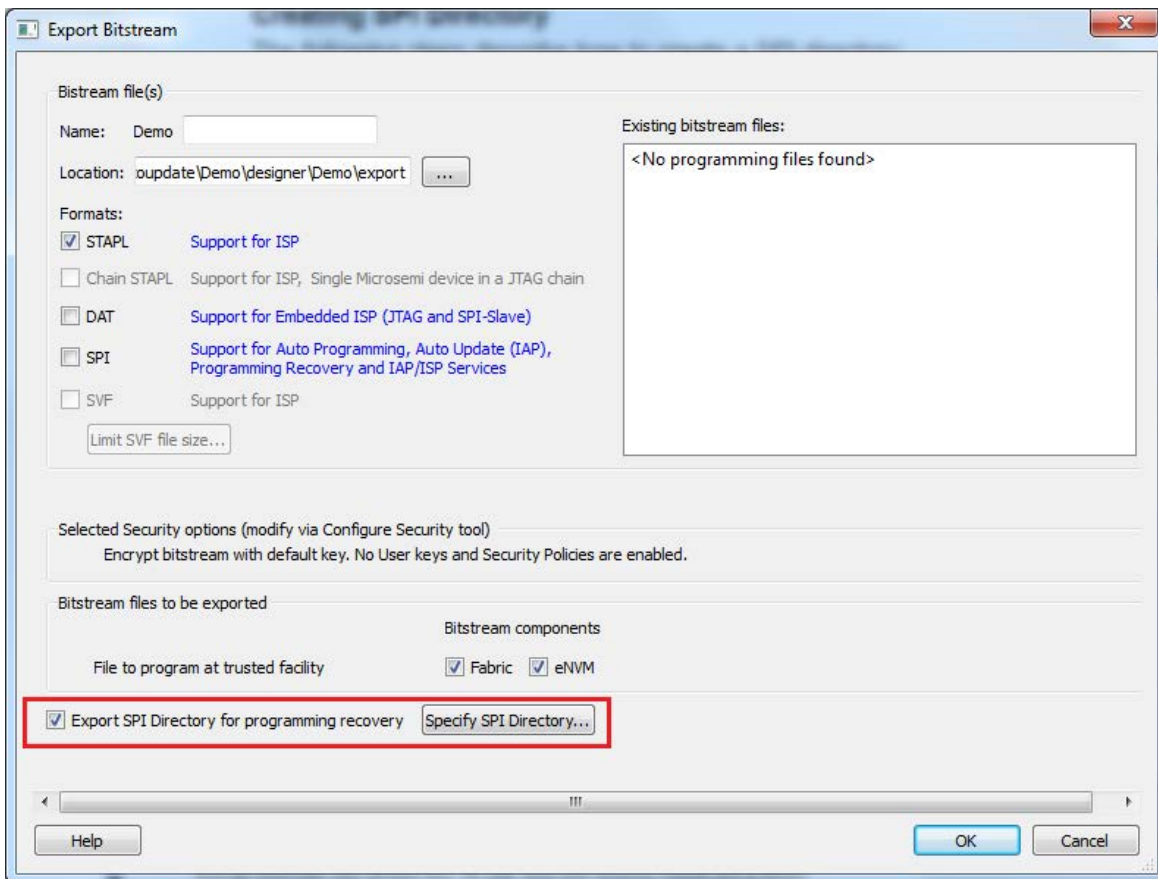 Export Bitstream
Creating SPI Directory
Bistream file(s)
Name: Demo
Location: oupdate\Demo\designer\Demo\export ...
Existing bitstream files:
<No programming files found>
Formats:
STAPL Support for ISP
Chain STAPL Support for ISP, Single Microsemi device in a JTAG chain
DAT Support for Embedded ISP (JTAG and SPI-Slave)
SPI Support for Auto Programming, Auto Update (IAP),
Programming Recovery and IAP/ISP Services
SVF Support for ISP
Limit SVF file size...
Selected Security options (modify via Configure Security tool)
Encrypt bitstream with default key. No User keys and Security Policies are enabled.
Bitstream files to be exported
Bitstream components
File to program at trusted facility Fabric eNVM
Export SPI Directory for programming recovery Specify SPI Directory...
Help OK Cancel